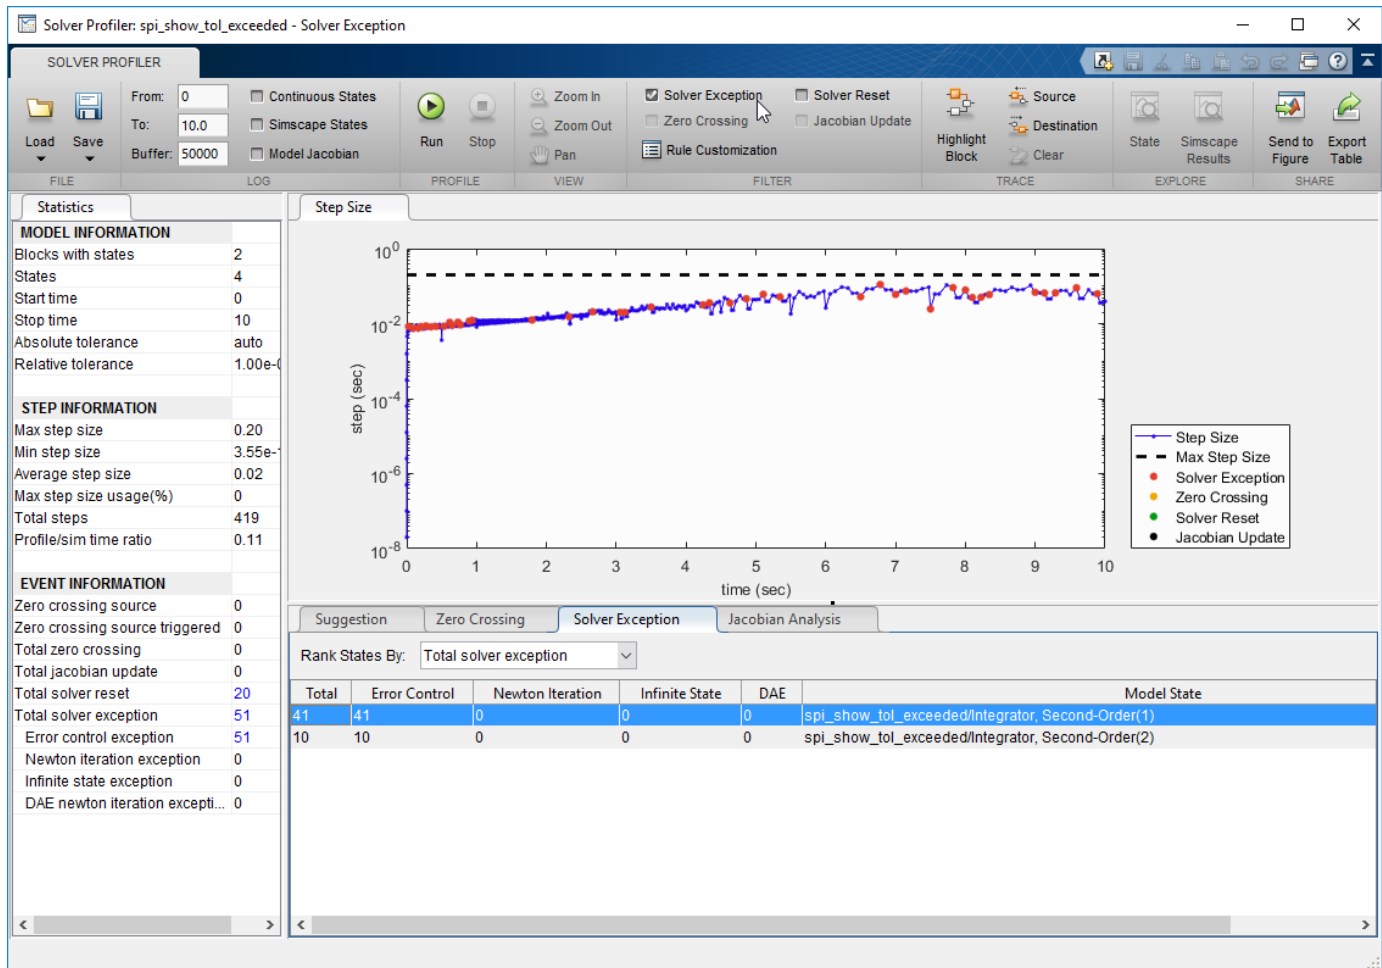 Solver Profiler: spi_show_tol_exceeded - Solver Exception
SOLVER PROFILER
Load
Save
FILE
From: 0
To: 10.0
Buffer: 50000
Continuous States
Simscape States
Model Jacobian
LOG
Run
Stop
PROFILE
Zoom In
Zoom Out
Pan
VIEW
Solver Exception
Solver Reset
Zero Crossing
Jacobian Update
Rule Customization
FILTER
Highlight
Block
Source
Destination
Clear
TRACE
State
Simscape
Results
EXPLORE
Send to
Figure
Export
Table
SHARE
Statistics
MODEL INFORMATION
Blocks with states 2
States 4
Start time 0
Stop time 10
Absolute tolerance auto
Relative tolerance 1.00e-0
STEP INFORMATION
Max step size 0.20
Min step size 3.55e-1
Average step size 0.02
Max step size usage(%) 0
Total steps 419
Profile/sim time ratio 0.11
EVENT INFORMATION
Zero crossing source 0
Zero crossing source triggered 0
Total zero crossing 0
Total jacobian update 0
Total solver reset 20
Total solver exception 51
Error control exception 51
Newton iteration exception 0
Infinite state exception 0
DAE newton iteration excepti... 0
Step Size
10^0
10^-2
10^-4
10^-6
10^-8
step (sec)
0 1 2 3 4 5 6 7 8 9 10
time (sec)
Step Size
Max Step Size
Solver Exception
Zero Crossing
Solver Reset
Jacobian Update
Suggestion
Zero Crossing
Solver Exception
Jacobian Analysis
Rank States By: Total solver exception
Total Error Control Newton Iteration Infinite State DAE Model State
41 41 0 0 0 spi_show_tol_exceeded/Integrator, Second-Order(1)
10 10 0 0 0 spi_show_tol_exceeded/Integrator, Second-Order(2)